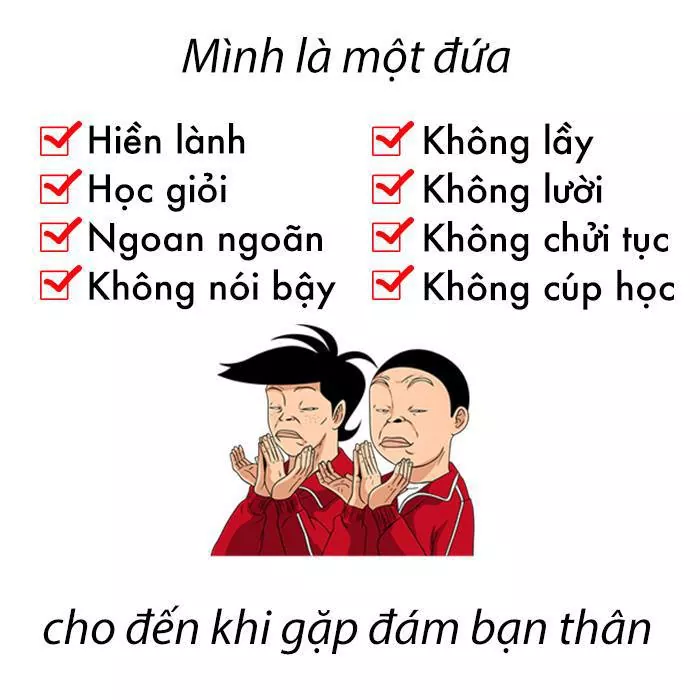 Mình là một đứa
Hiền lành
Học giỏi
Ngoan ngoãn
Không nói bậy
Không lầy
Không lười
Không chửi tục
Không cúp học
cho đến khi gặp đám bạn thân